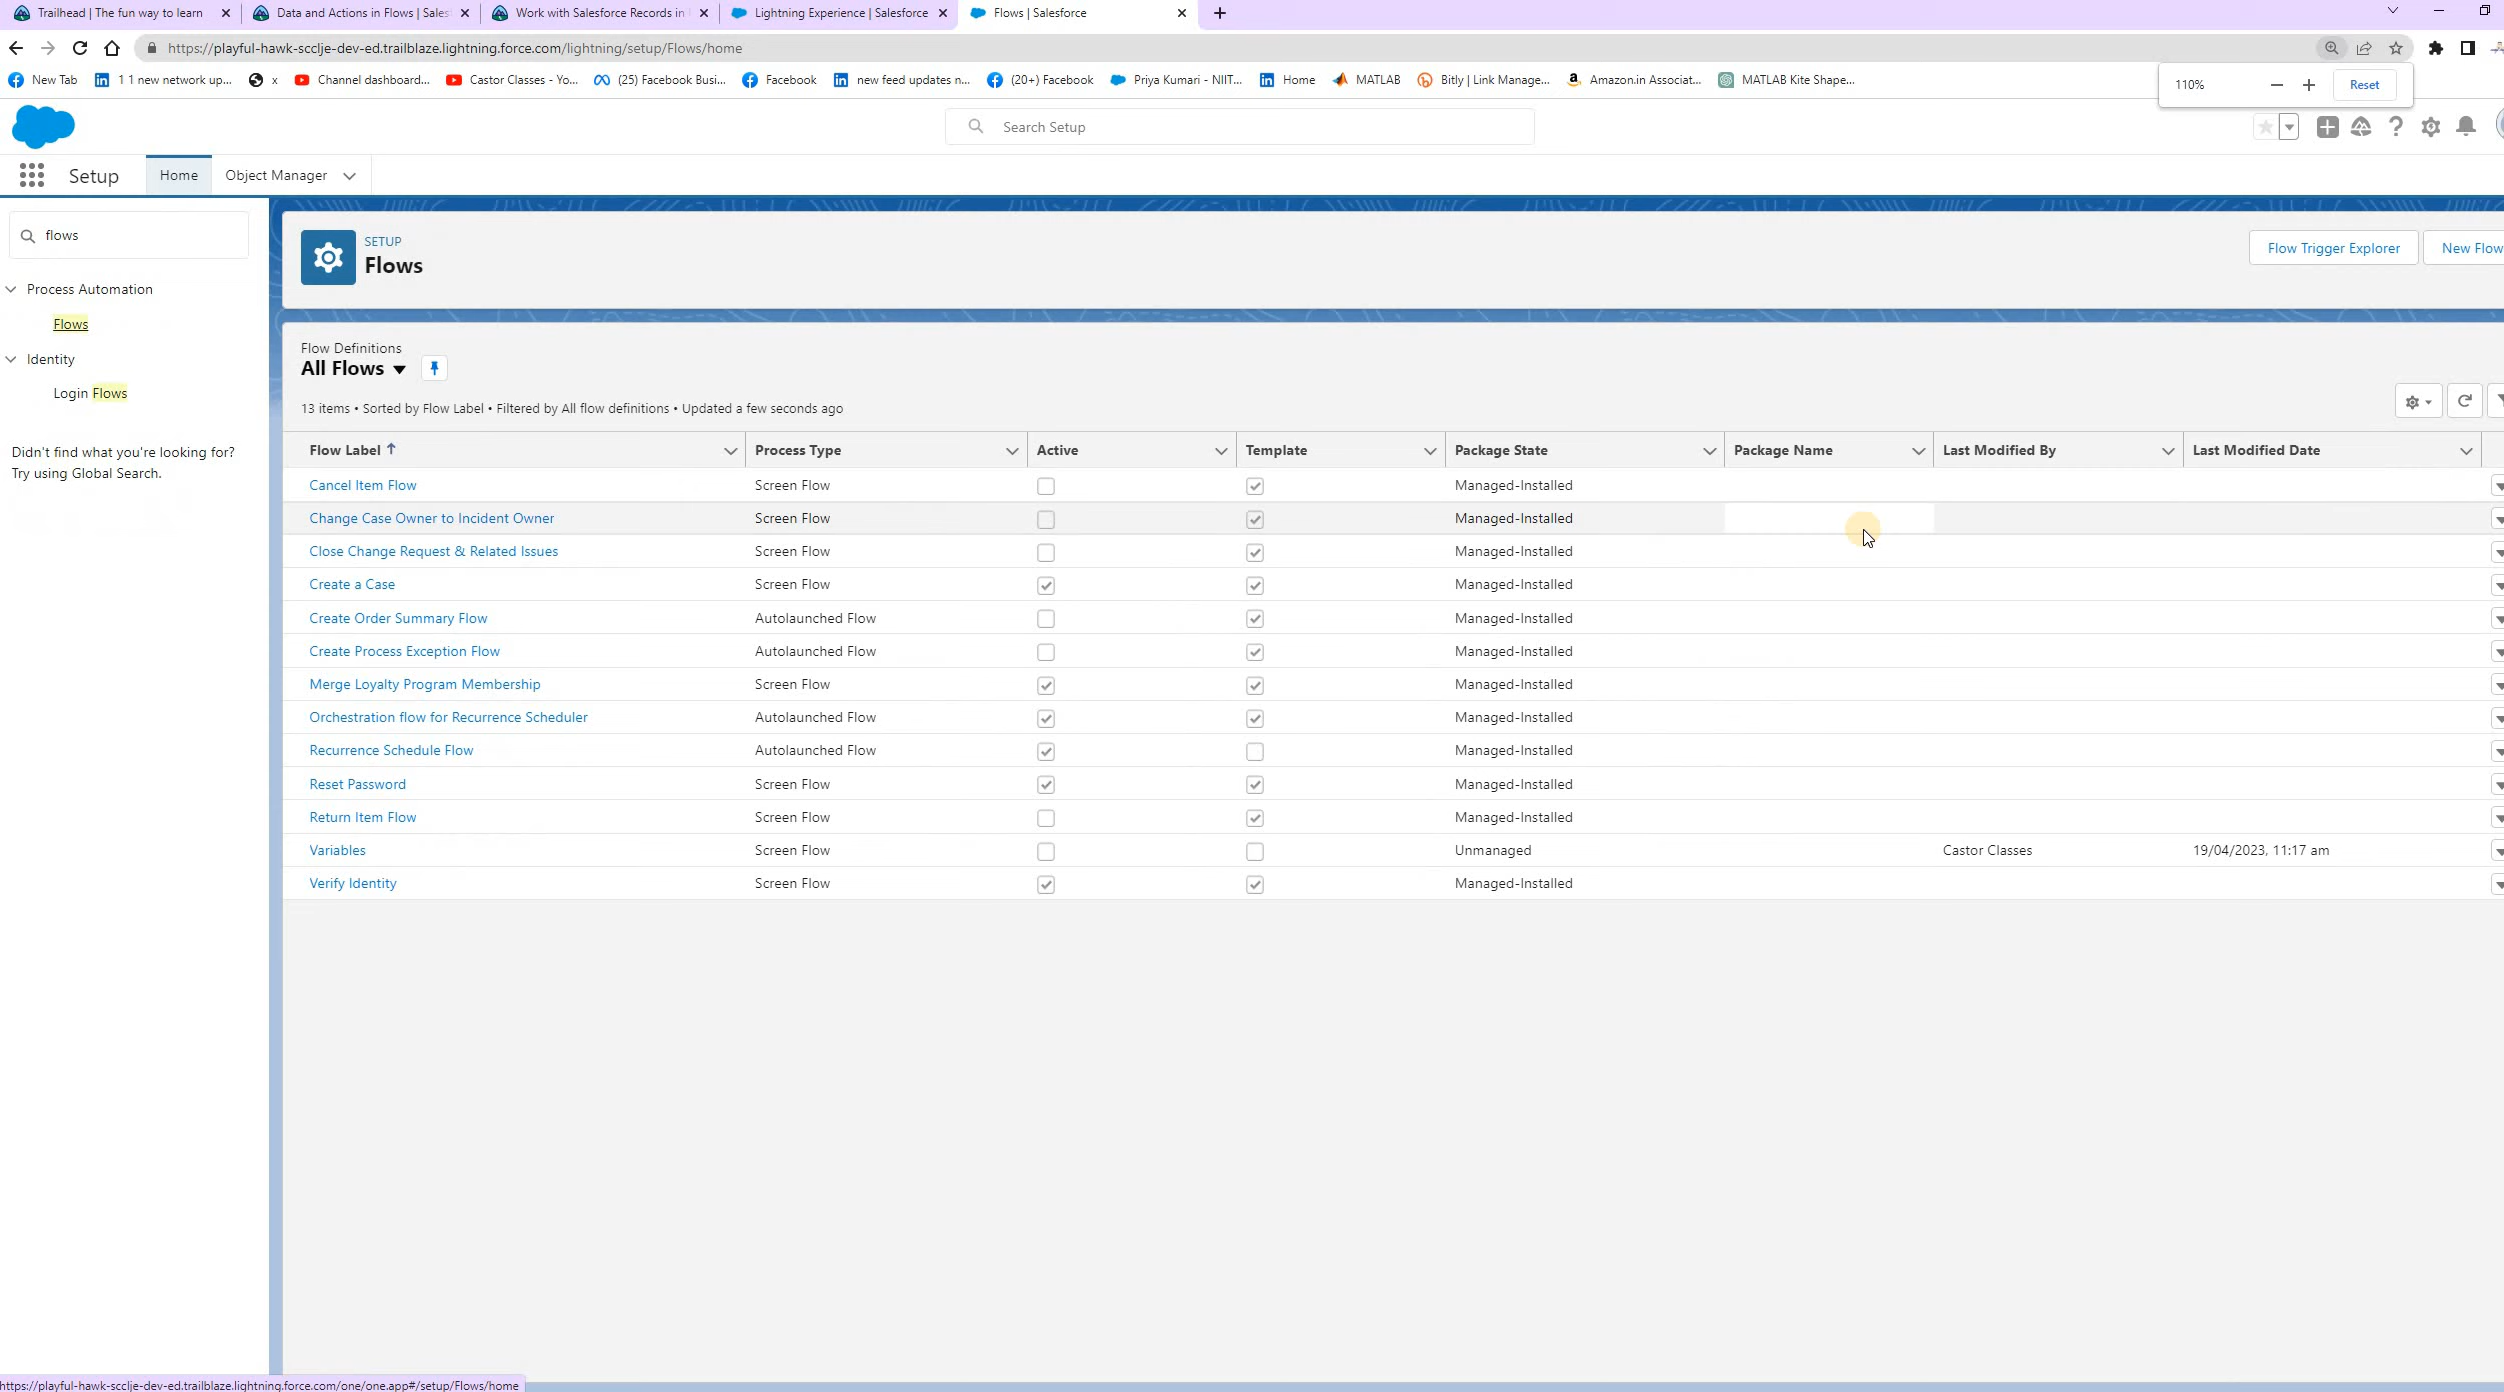 Trailhead | The fun way to learn
Data and Actions in Flows | Sales
Work with Salesforce Records in
Lightning Experience | Salesforce
Flows | Salesforce
https://playful-hawk-scclje-dev-ed.trailblaze.lightning.force.com/lightning/setup/Flows/home
New Tab
1 1 new network up...
x
Channel dashboard...
Castor Classes - Yo...
(25) Facebook Busi...
Facebook
new feed updates n...
(20+) Facebook
Priya Kumari - NIIT...
Home
MATLAB
Bitly | Link Manage...
Amazon.in Associat...
MATLAB Kite Shape...
110%
Reset
Search Setup
Setup
Home
Object Manager
flows
Process Automation
Flows
Identity
Login Flows
Didn't find what you're looking for?
Try using Global Search.
SETUP
Flows
Flow Trigger Explorer
New Flow
Flow Definitions
All Flows
13 items • Sorted by Flow Label • Filtered by All flow definitions • Updated a few seconds ago
Flow Label Process Type Active Template Package State Package Name Last Modified By Last Modified Date
Cancel Item Flow Screen Flow Managed-Installed
Change Case Owner to Incident Owner Screen Flow Managed-Installed
Close Change Request & Related Issues Screen Flow Managed-Installed
Create a Case Screen Flow Managed-Installed
Create Order Summary Flow Autolaunched Flow Managed-Installed
Create Process Exception Flow Autolaunched Flow Managed-Installed
Merge Loyalty Program Membership Screen Flow Managed-Installed
Orchestration flow for Recurrence Scheduler Autolaunched Flow Managed-Installed
Recurrence Schedule Flow Autolaunched Flow Managed-Installed
Reset Password Screen Flow Managed-Installed
Return Item Flow Screen Flow Managed-Installed
Variables Screen Flow Unmanaged Castor Classes 19/04/2023, 11:17 am
Verify Identity Screen Flow Managed-Installed
https://playful-hawk-scclje-dev-ed.trailblaze.lightning.force.com/one/one.app#/setup/Flows/home